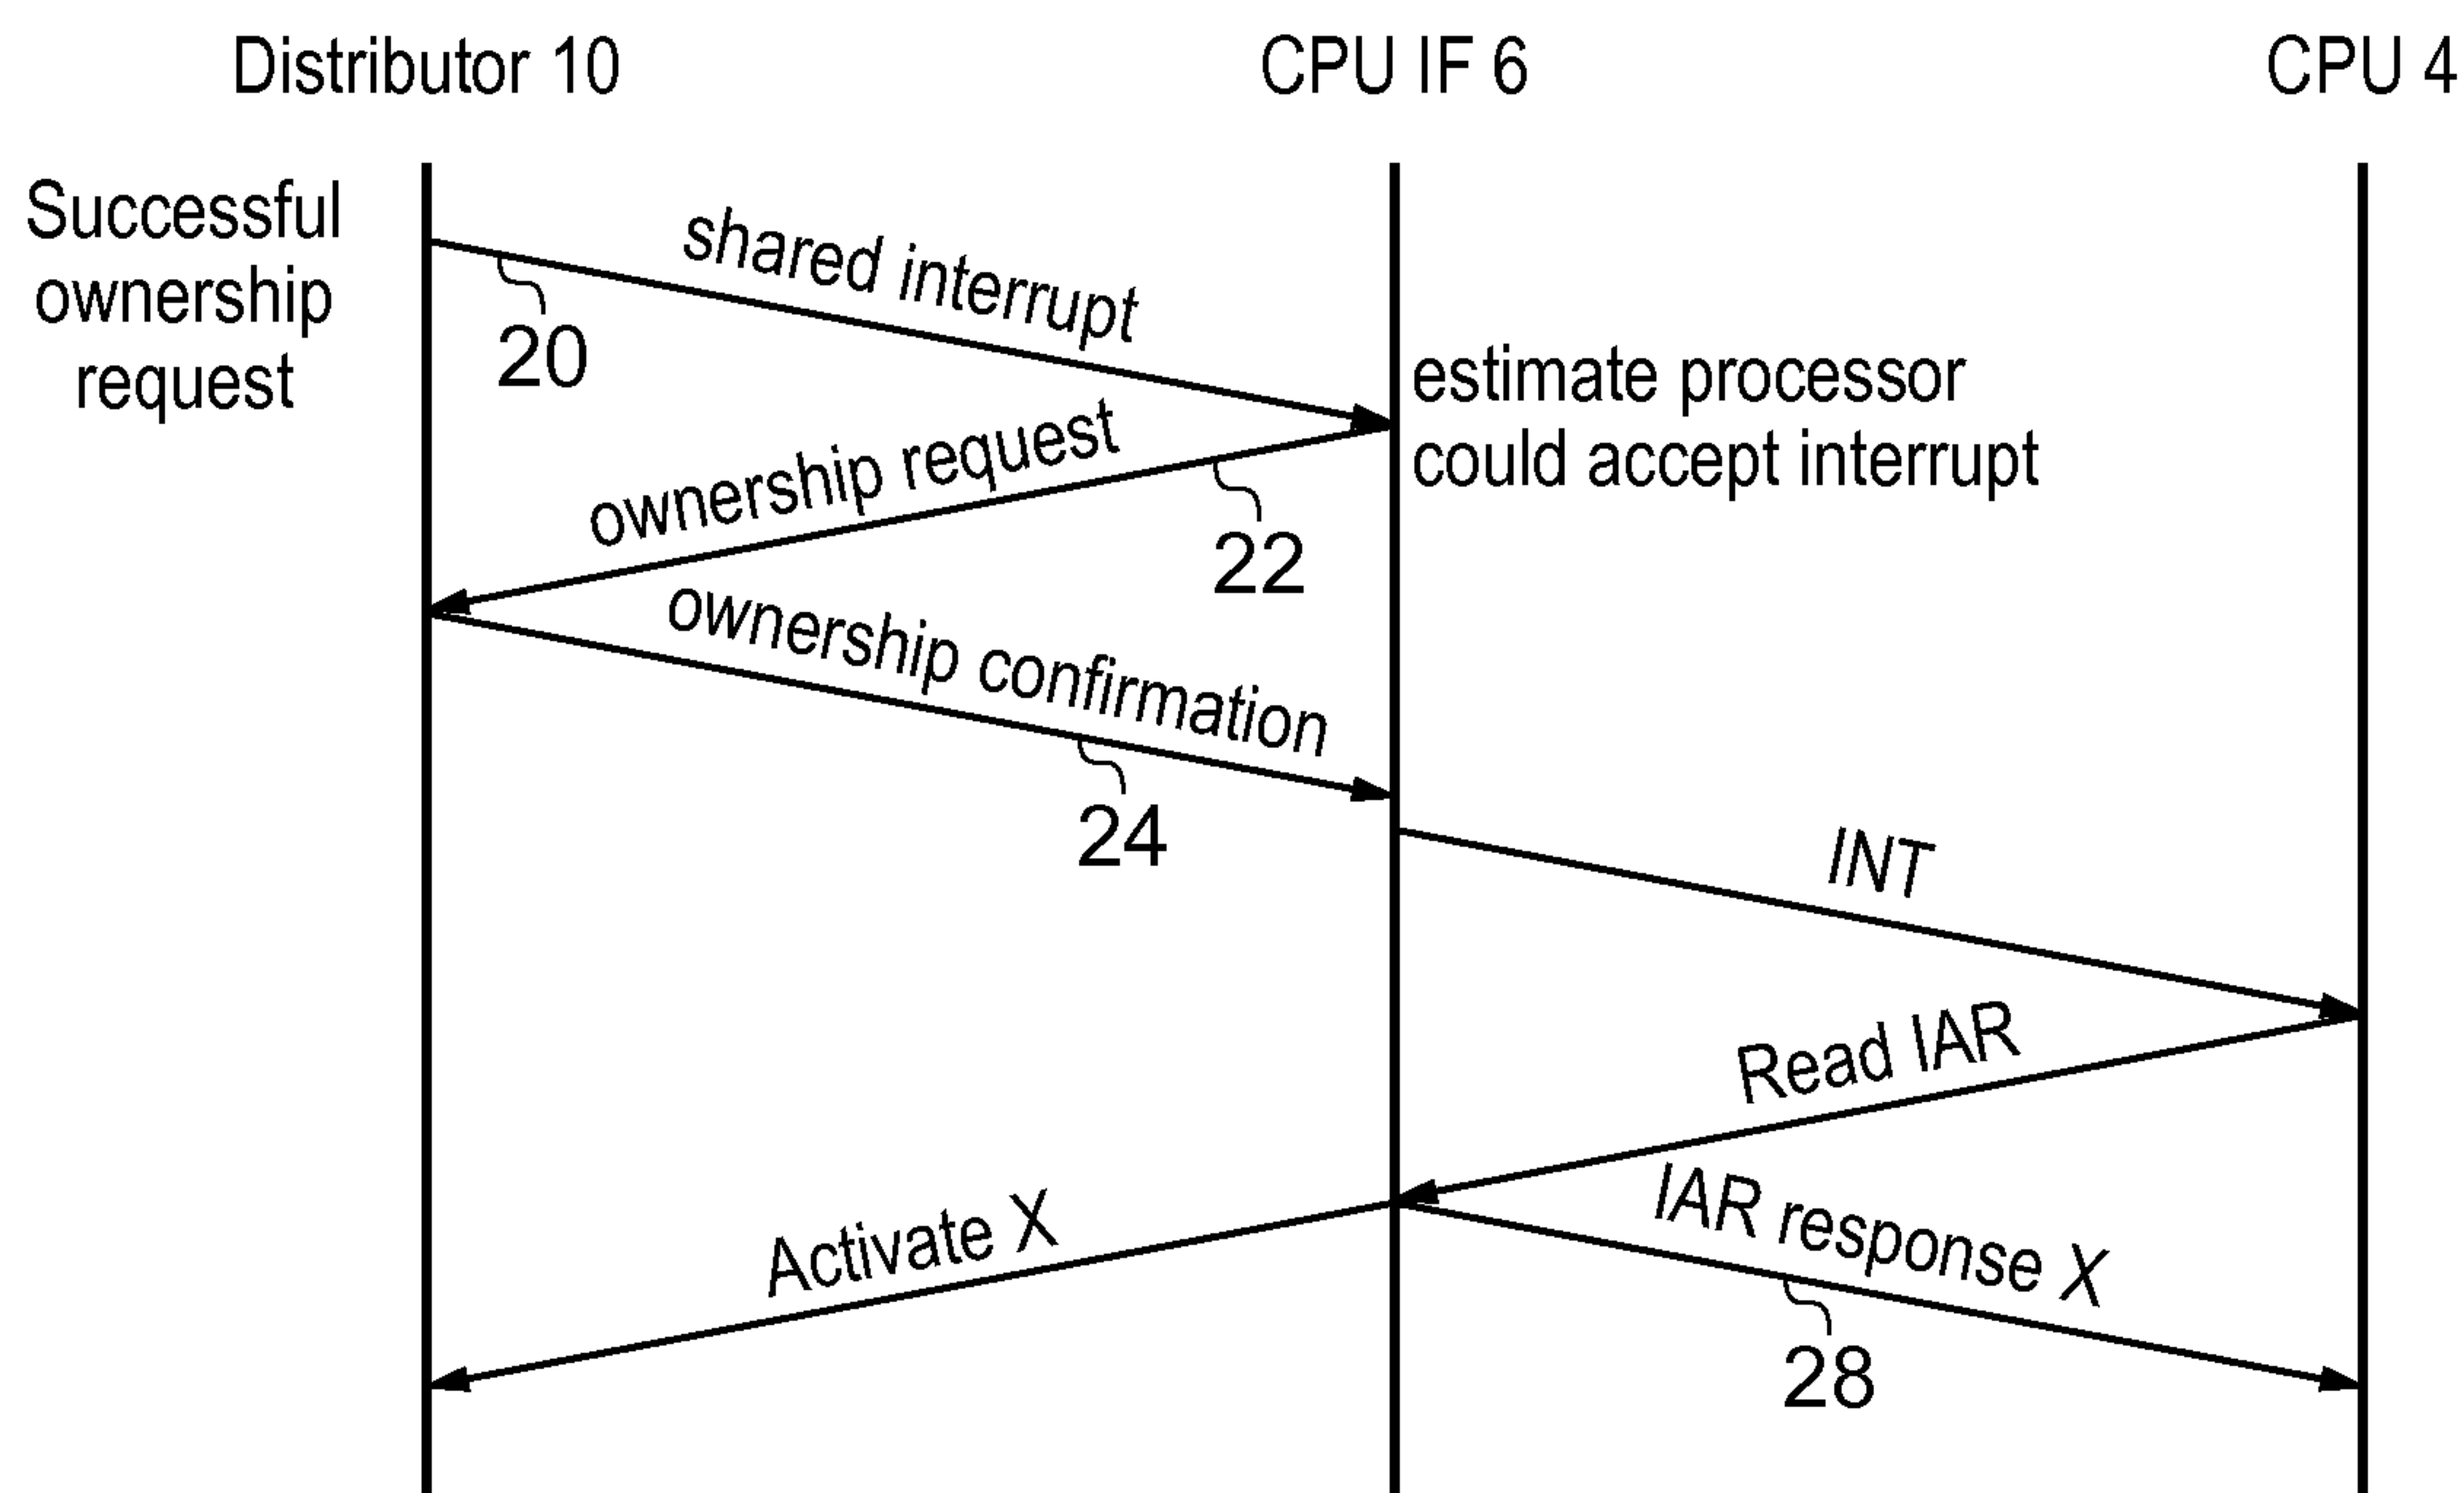 Distributor 10
CPU IF 6
CPU 4
Successful
ownership
request
shared interrupt
20
estimate processor
could accept interrupt
ownership request
22
ownership confirmation
24
INT
Read IAR
Activate X
IAR response X
28